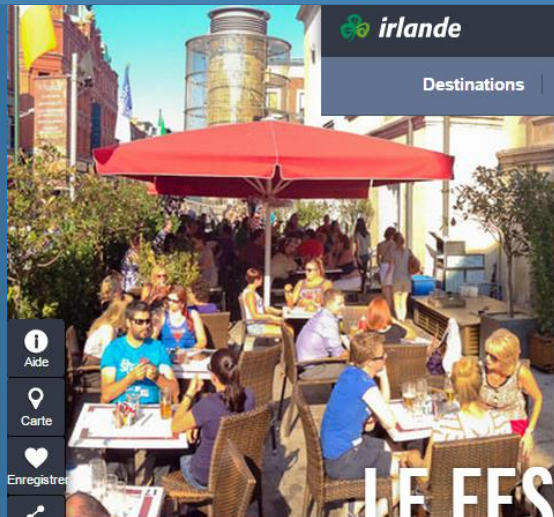 irlande
Destinations
Aide
Carte
Enregistrer
LE FES